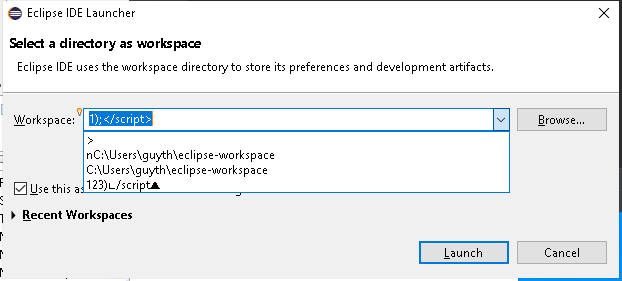 Eclipse IDE Launcher
Select a directory as workspace
Eclipse IDE uses the workspace directory to store its preferences and development artifacts.
Workspace: 1);</script> Browse...
>
nC:\Users\guyth\eclipse-workspace
C:\Users\guyth\eclipse-workspace
123)∟/script▲
Use this as
Recent Workspaces
Launch Cancel